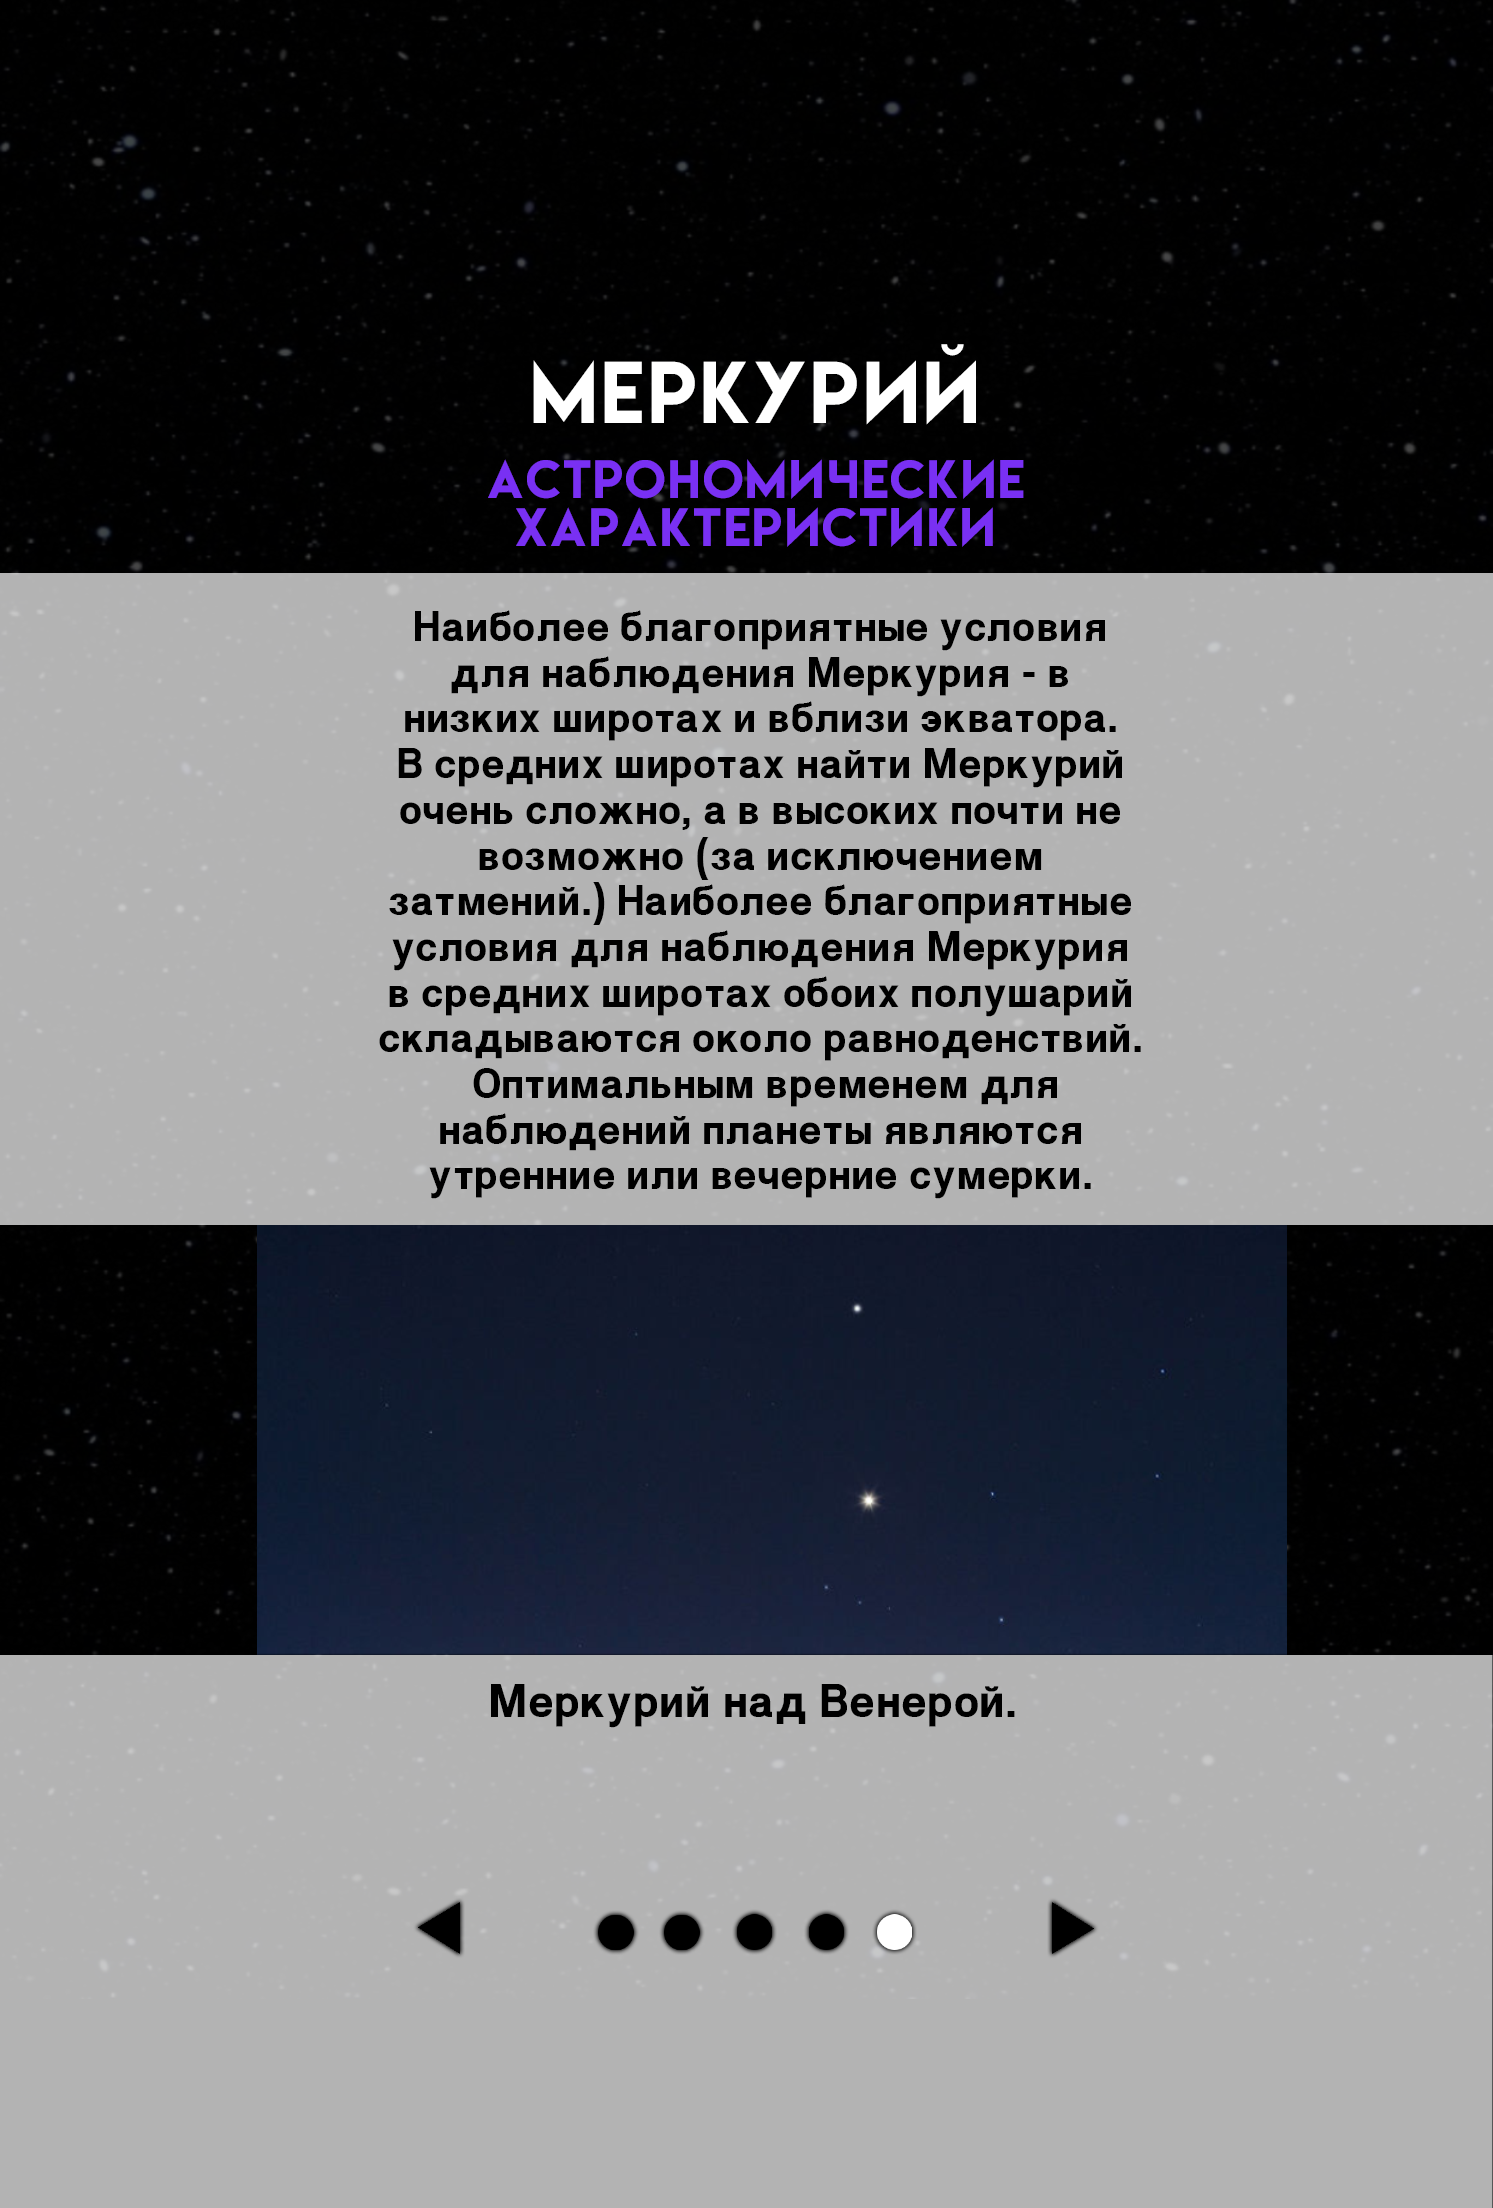 МЕРКУРИЙ
АСТРОНОМИЧЕСКИЕ
ХАРАКТЕРИСТИКИ
Наиболее благоприятные условия
для наблюдения Меркурия - в
низких широтах и вблизи экватора.
В средних широтах найти Меркурий
очень сложно, а в высоких почти не
возможно (за исключением
затмений.) Наиболее благоприятные
условия для наблюдения Меркурия
в средних широтах обоих полушарий
складываются около равноденствий.
Оптимальным временем для
наблюдений планеты являются
утренние или вечерние сумерки.
Меркурий над Венерой.